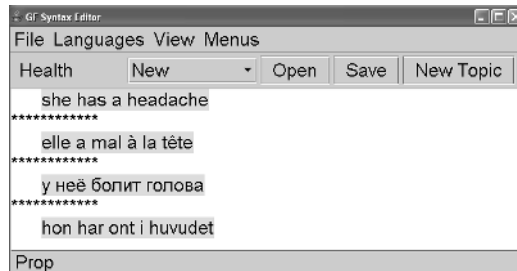 GF Syntax Editor
File Languages View Menus
Health New Open Save New Topic
she has a headache
************
elle a mal à la tête
************
у неё болит голова
************
hon har ont i huvudet
Prop